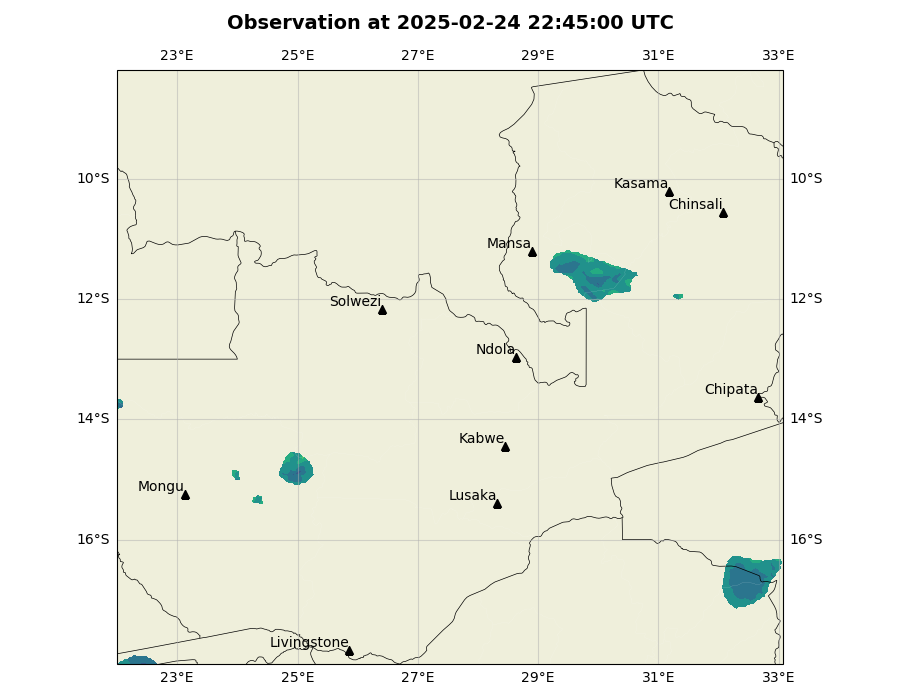 Observation at 2025-02-24 22:45:00 UTC
23°E 25°E 27°E 29°E 31°E 33°E
10°S 10°S
Kasama
Chinsali
Mansa
12°S 12°S
Solwezi
Ndola
Chipata
14°S 14°S
Kabwe
Mongu
Lusaka
16°S 16°S
Livingstone
23°E 25°E 27°E 29°E 31°E 33°E